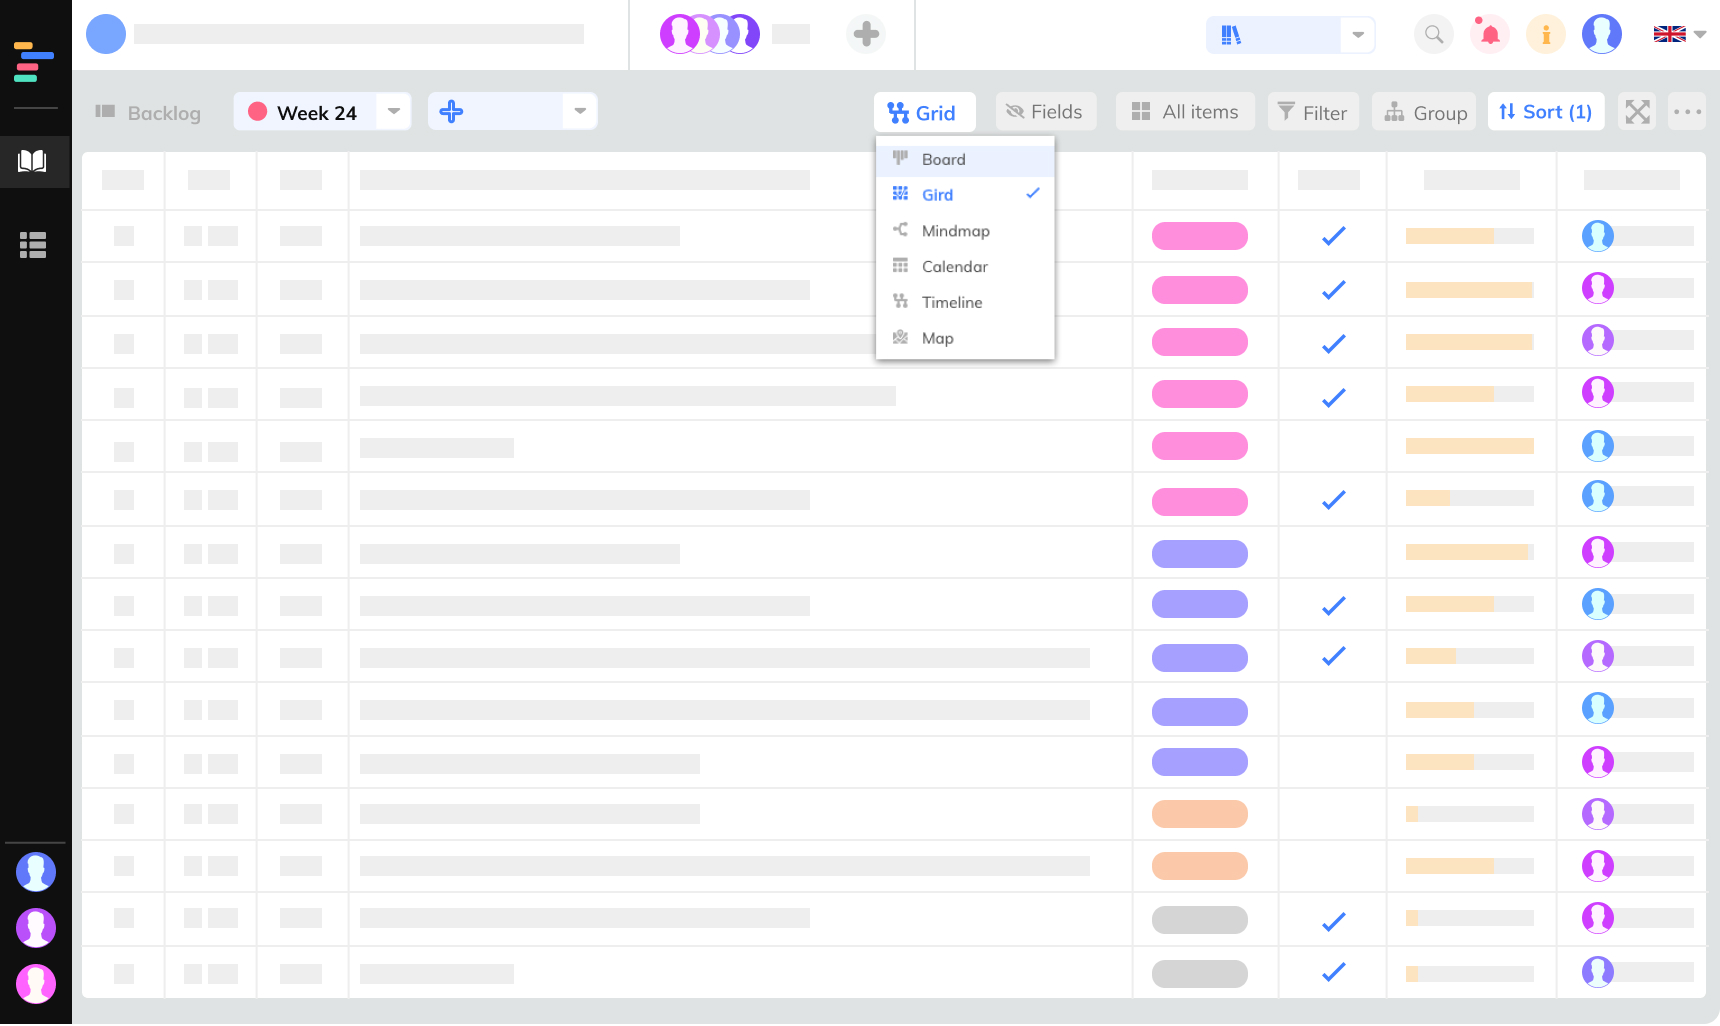 Backlog
Week 24
Grid
Fields
All items
Filter
Group
Sort (1)
Board
Gird
Mindmap
Calendar
Timeline
Map